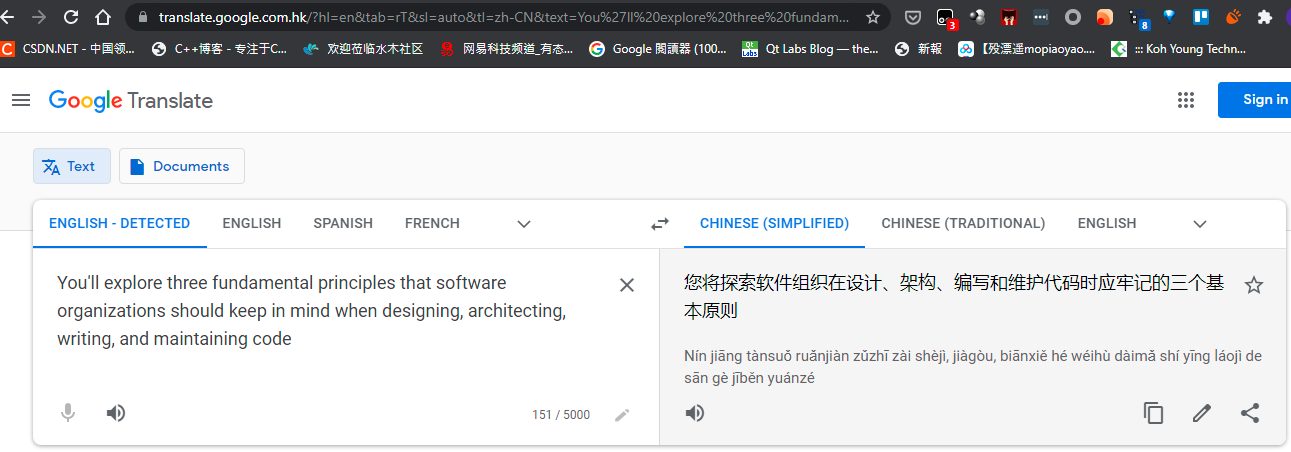 translate.google.com.hk/?hl=en&tab=rT&sl=auto&tl=zh-CN&text=You%27ll%20explore%20three%20fundam...
3
8
CSDN.NET - 中国领...
C++博客 - 专注于C...
欢迎莅临水木社区
网易科技频道_有态...
Google 閱讀器 (100...
Qt Labs
Qt Labs Blog — the...
新報
【殁漂遥mopiaoyao....
::: Koh Young Techn...
Google Translate
Sign in
Text
Documents
ENGLISH - DETECTED
ENGLISH
SPANISH
FRENCH
CHINESE (SIMPLIFIED)
CHINESE (TRADITIONAL)
ENGLISH
You'll explore three fundamental principles that software
organizations should keep in mind when designing, architecting,
writing, and maintaining code
151 / 5000
您将探索软件组织在设计、架构、编写和维护代码时应牢记的三个基
本原则
Nín jiāng tànsuǒ ruǎnjiàn zǔzhī zài shèjì, jiàgòu, biānxiě hé wéihù dàimǎ shí yīng láojì de
sān gè jīběn yuánzé